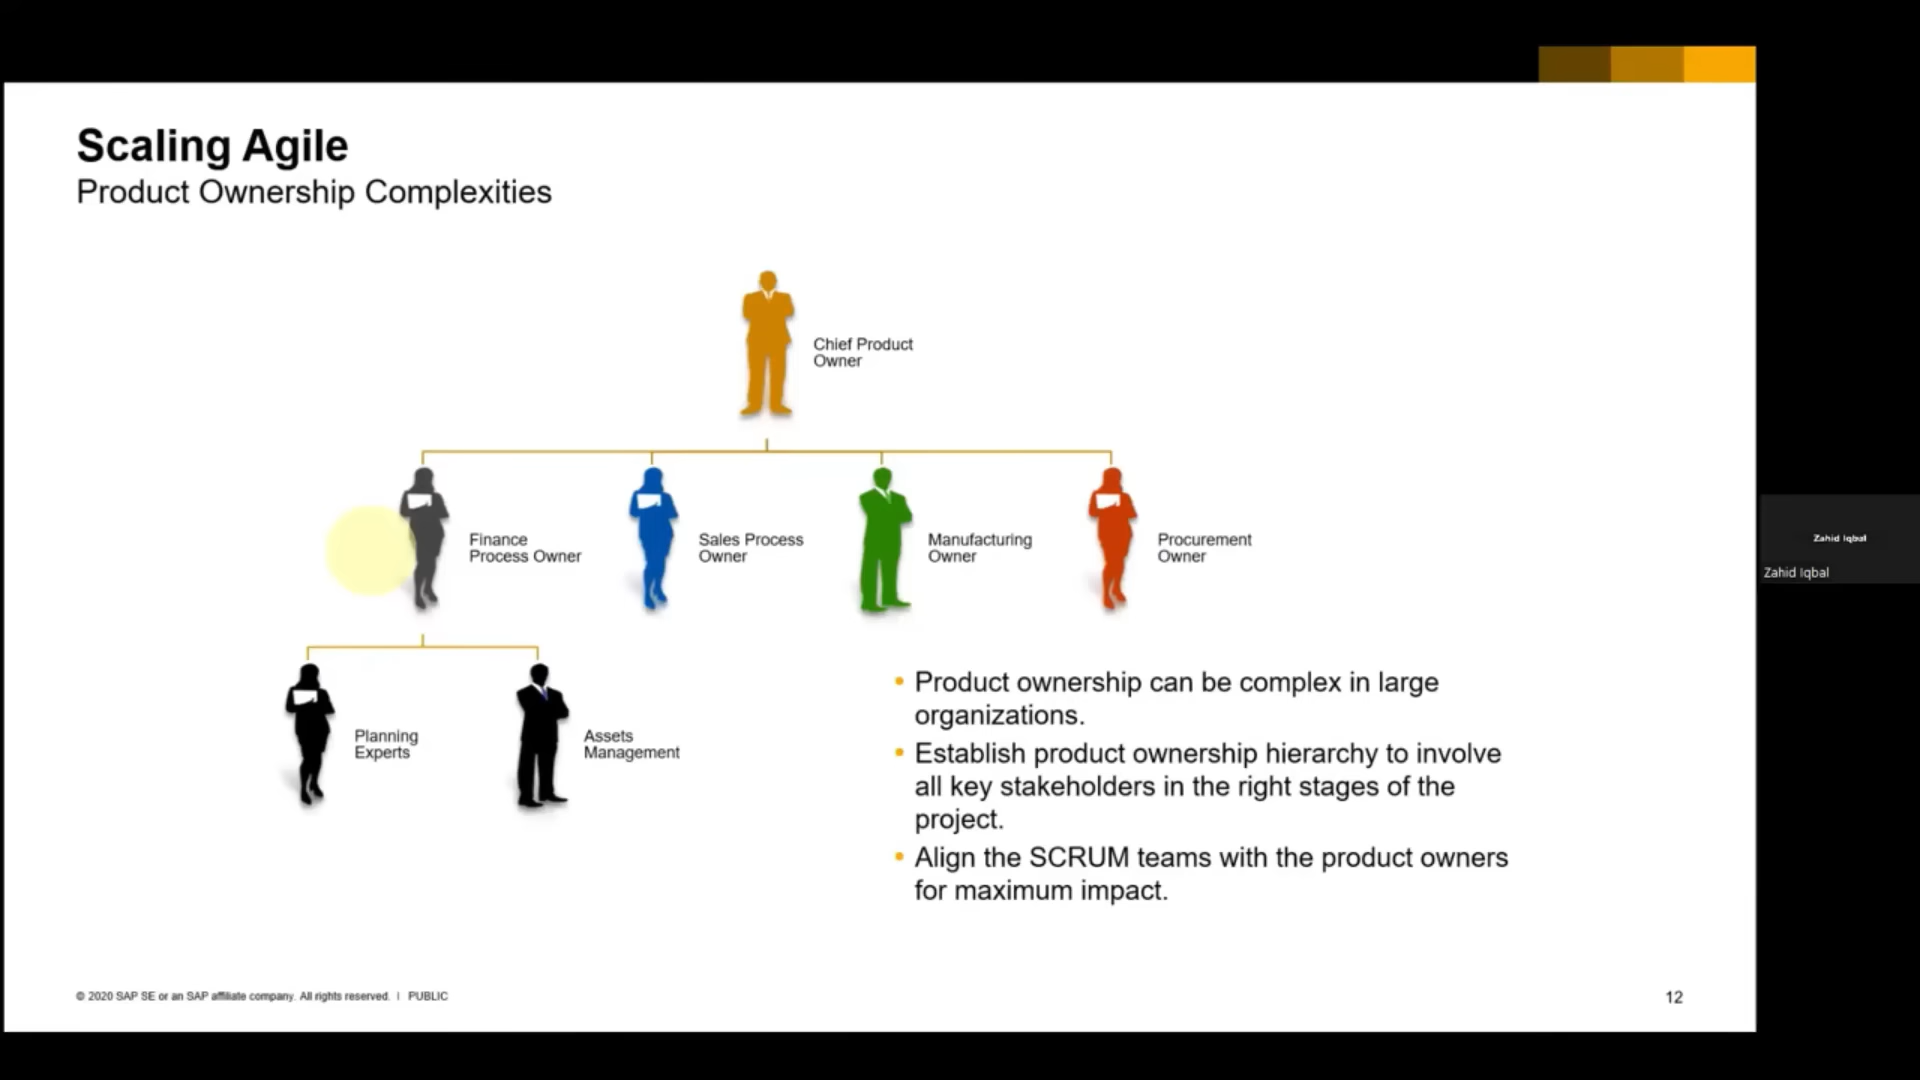 Scaling Agile
Product Ownership Complexities
Chief Product
Owner
Finance
Process Owner
Sales Process
Owner
Manufacturing
Owner
Procurement
Owner
Planning
Experts
Assets
Management
• Product ownership can be complex in large
organizations.
• Establish product ownership hierarchy to involve
all key stakeholders in the right stages of the
project.
• Align the SCRUM teams with the product owners
for maximum impact.
© 2020 SAP SE or an SAP affiliate company. All rights reserved. | PUBLIC
12
Zahid Iqbal
Zahid Iqbal